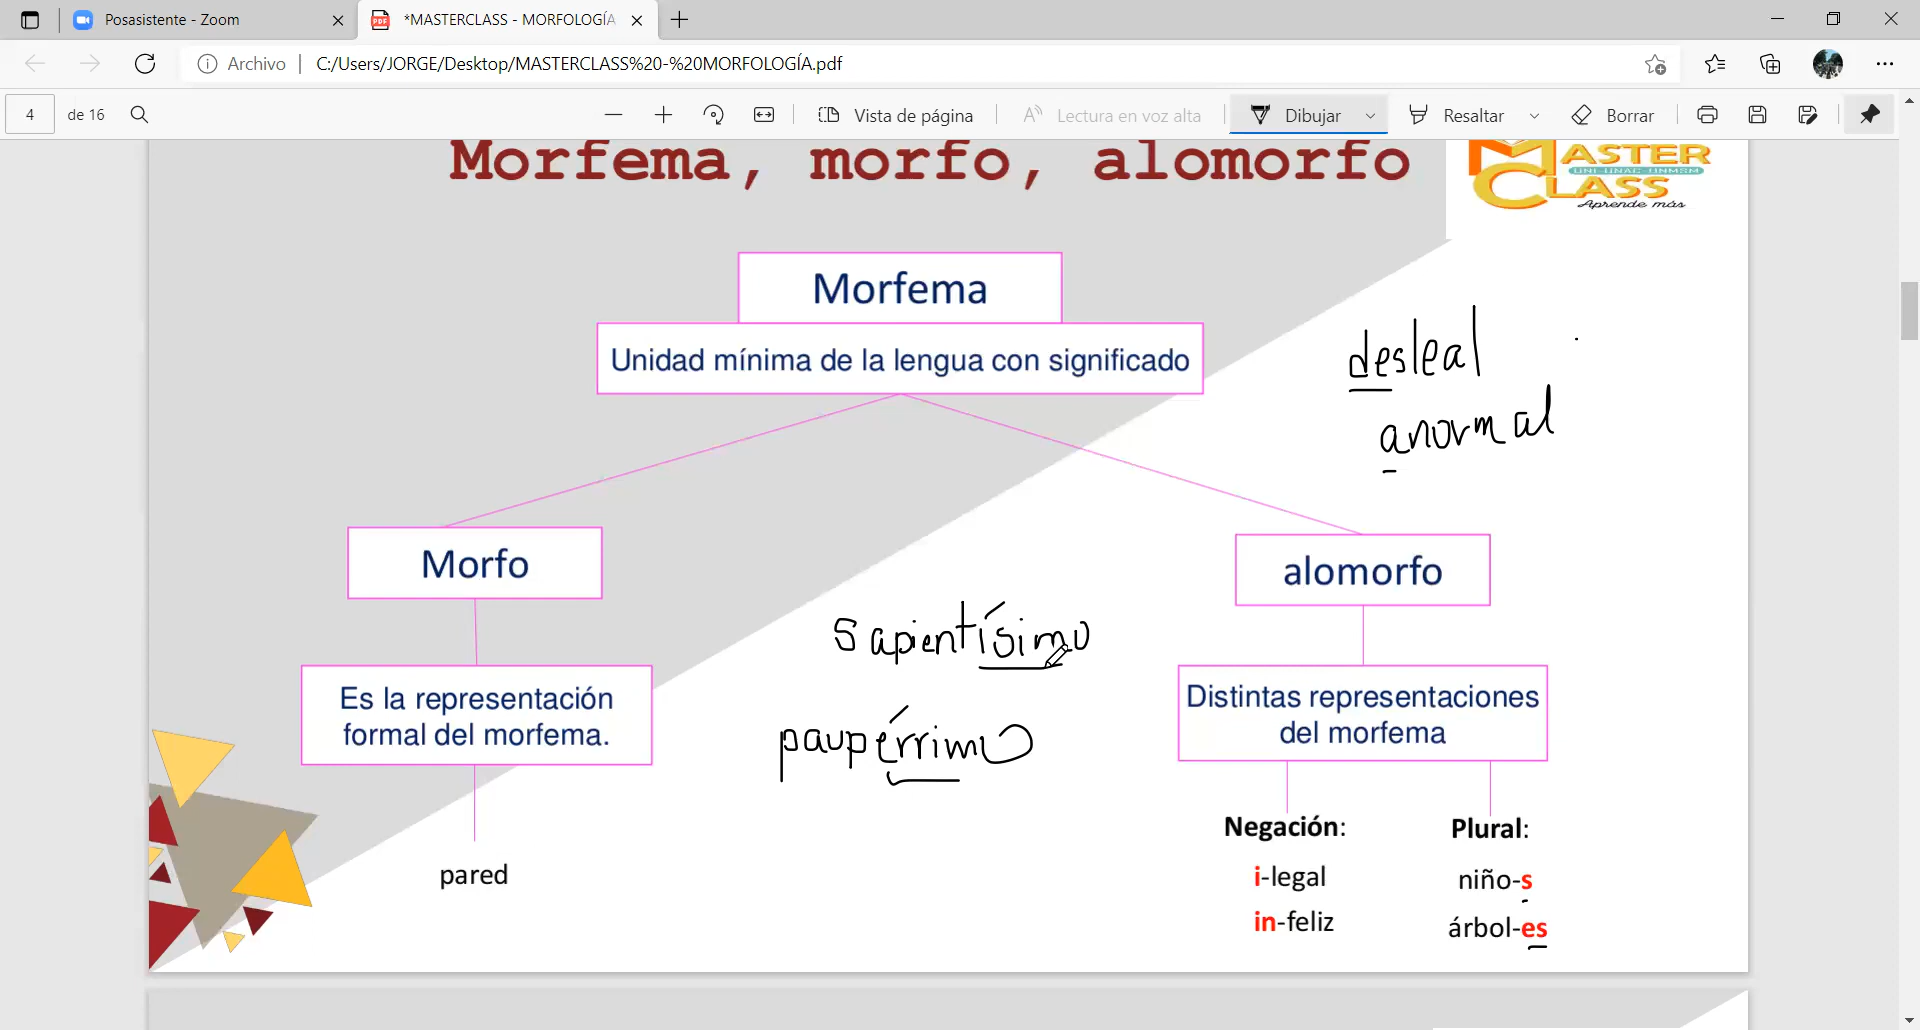 Posasistente - Zoom
*MASTERCLASS - MORFOLOGÍA
Archivo | C:/Users/JORGE/Desktop/MASTERCLASS%20-%20MORFOLOGÍA.pdf
4 de 16
Vista de página
Lectura en voz alta
Dibujar
Resaltar
Borrar
Morfema, morfo, alomorfo
MASTER
UNI-UNAC-UNMSM
CLASS
Aprende más
Morfema
Unidad mínima de la lengua con significado
desleal
anormal
Morfo
alomorfo
sapientísimo
Es la representación
formal del morfema.
Distintas representaciones
del morfema
paupérrimo
pared
Negación:
i-legal
in-feliz
Plural:
niño-s
árbol-es